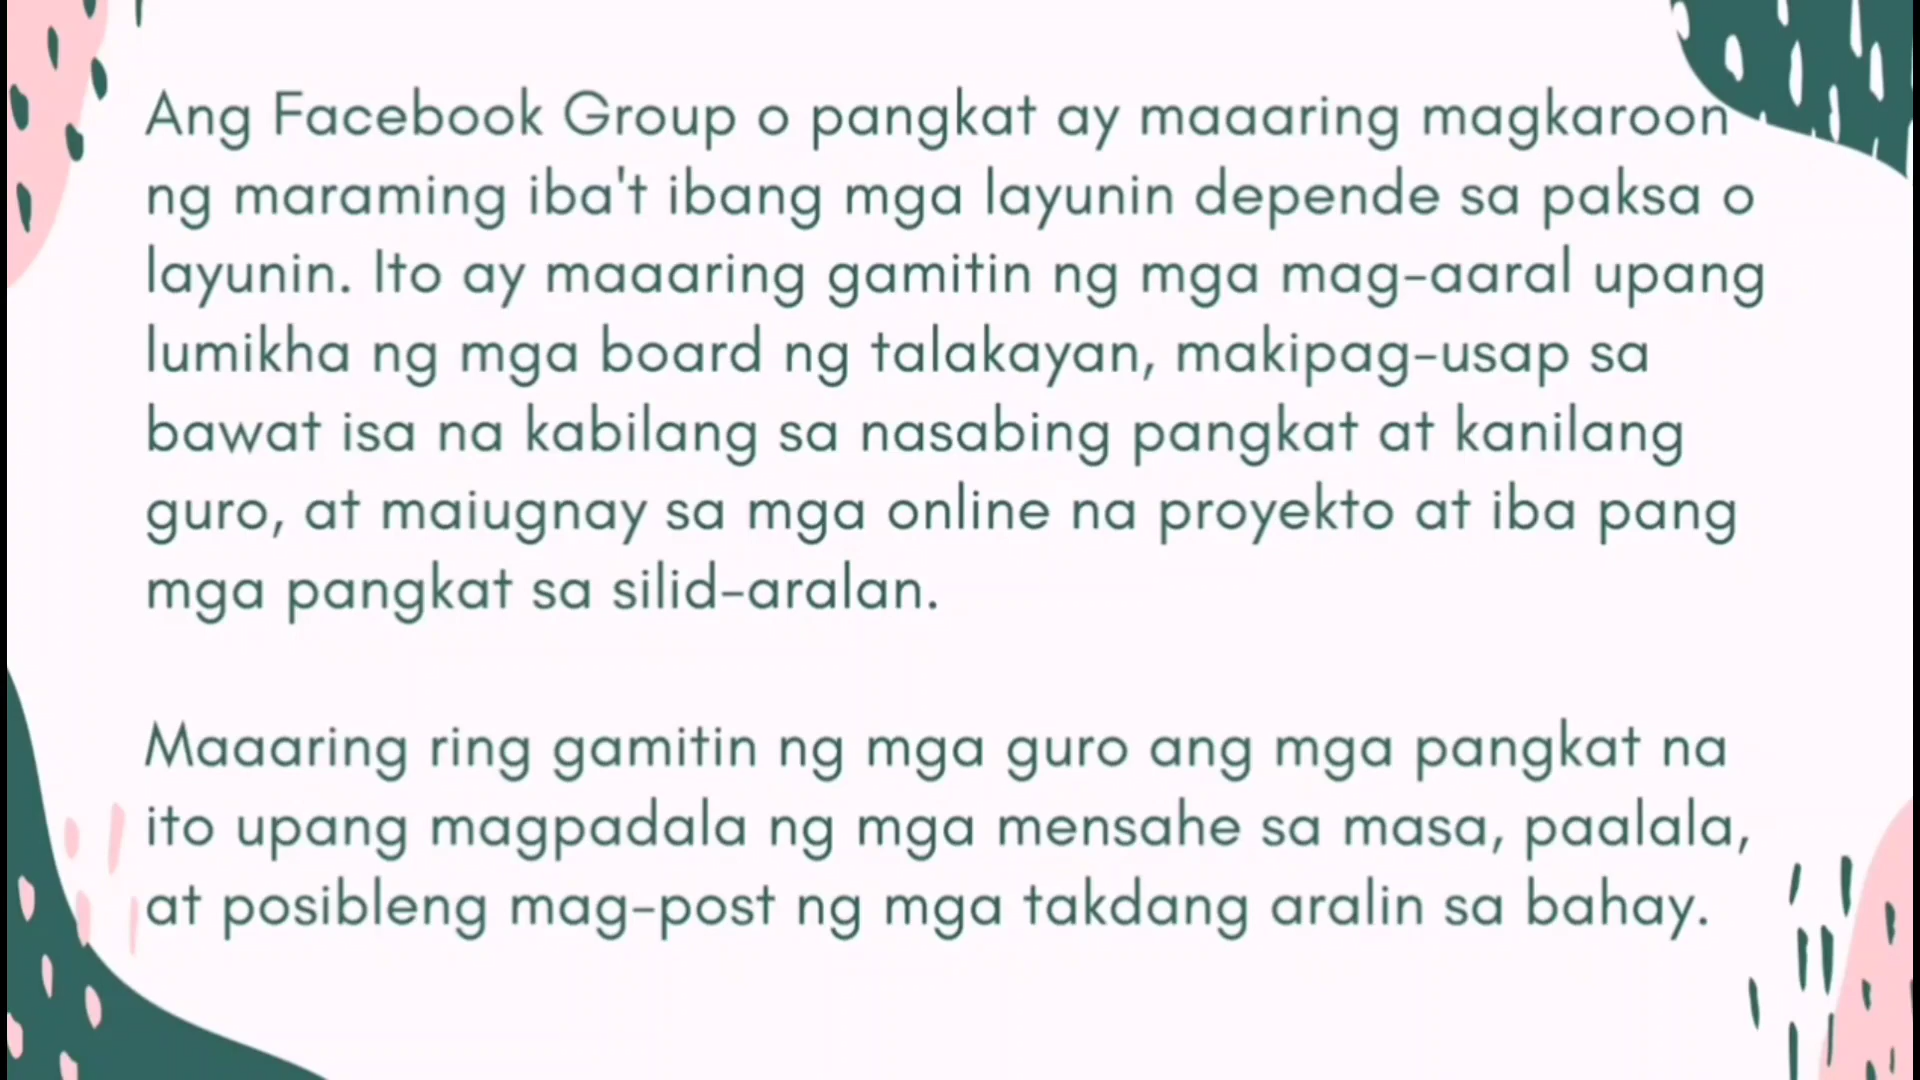 Ang Facebook Group o pangkat ay maaaring magkaroon
ng maraming iba't ibang mga layunin depende sa paksa o
layunin. Ito ay maaaring gamitin ng mga mag-aaral upang
lumikha ng mga board ng talakayan, makipag-usap sa
bawat isa na kabilang sa nasabing pangkat at kanilang
guro, at maiugnay sa mga online na proyekto at iba pang
mga pangkat sa silid-aralan.
Maaaring ring gamitin ng mga guro ang mga pangkat na
ito upang magpadala ng mga mensahe sa masa, paalala,
at posibleng mag-post ng mga takdang aralin sa bahay.